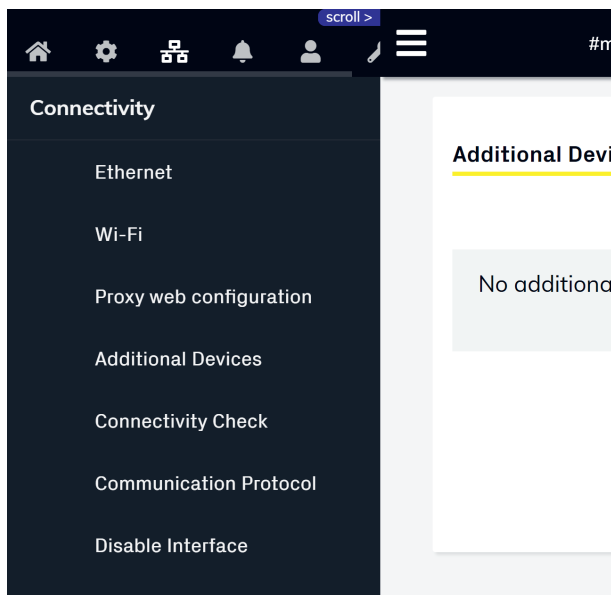 scroll >
#m
Connectivity
Additional Devi
Ethernet
Wi-Fi
No additiona
Proxy web configuration
Additional Devices
Connectivity Check
Communication Protocol
Disable Interface